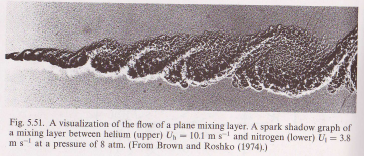 Fig. 5.51. A visualization of the flow of a plane mixing layer. A spark shadow graph of
a mixing layer between helium (upper) Uₕ = 10.1 m s⁻¹ and nitrogen (lower) Uₗ = 3.8
m s⁻¹ at a pressure of 8 atm. (From Brown and Roshko (1974).)